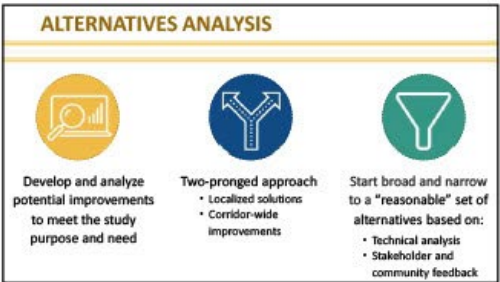 ALTERNATIVES ANALYSIS
Develop and analyze
potential improvements
to meet the study
purpose and need
Two-pronged approach
• Localized solutions
• Corridor-wide
improvements
Start broad and narrow
to a "reasonable" set of
alternatives based on:
• Technical analysis
• Stakeholder and
community feedback